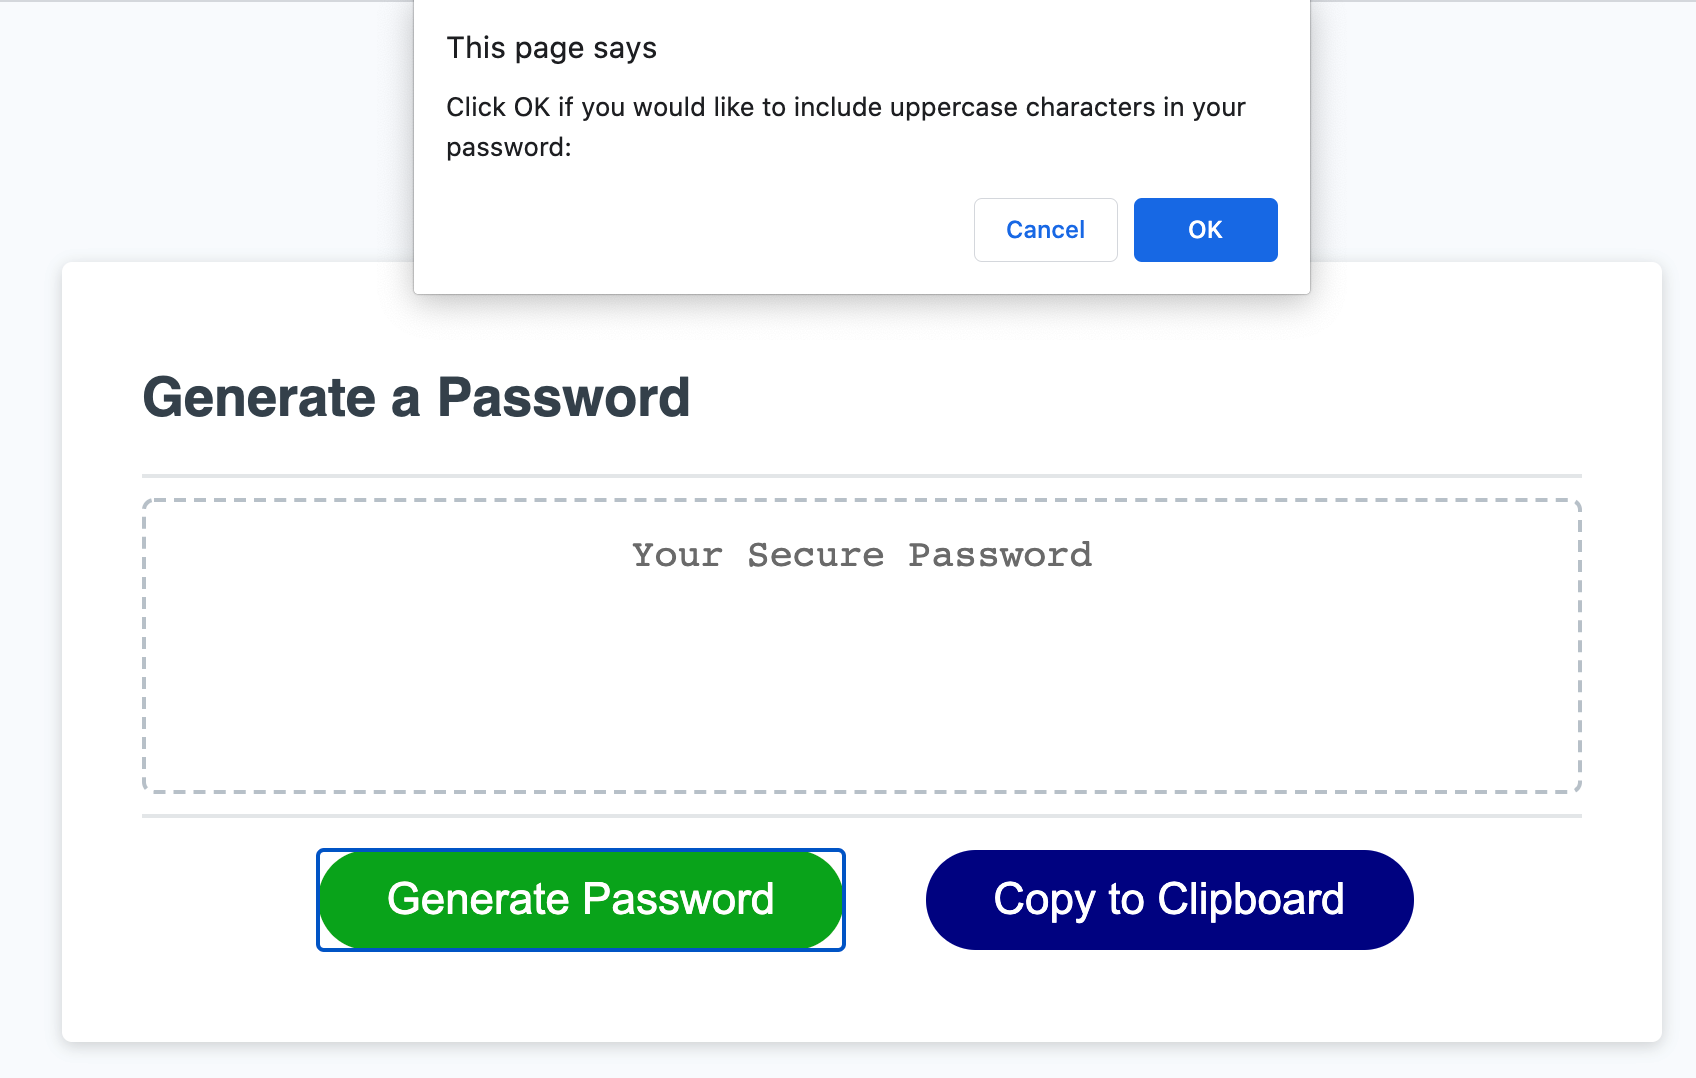 This page says
Click OK if you would like to include uppercase characters in your
password:
Cancel
OK
Generate a Password
Your Secure Password
Generate Password
Copy to Clipboard